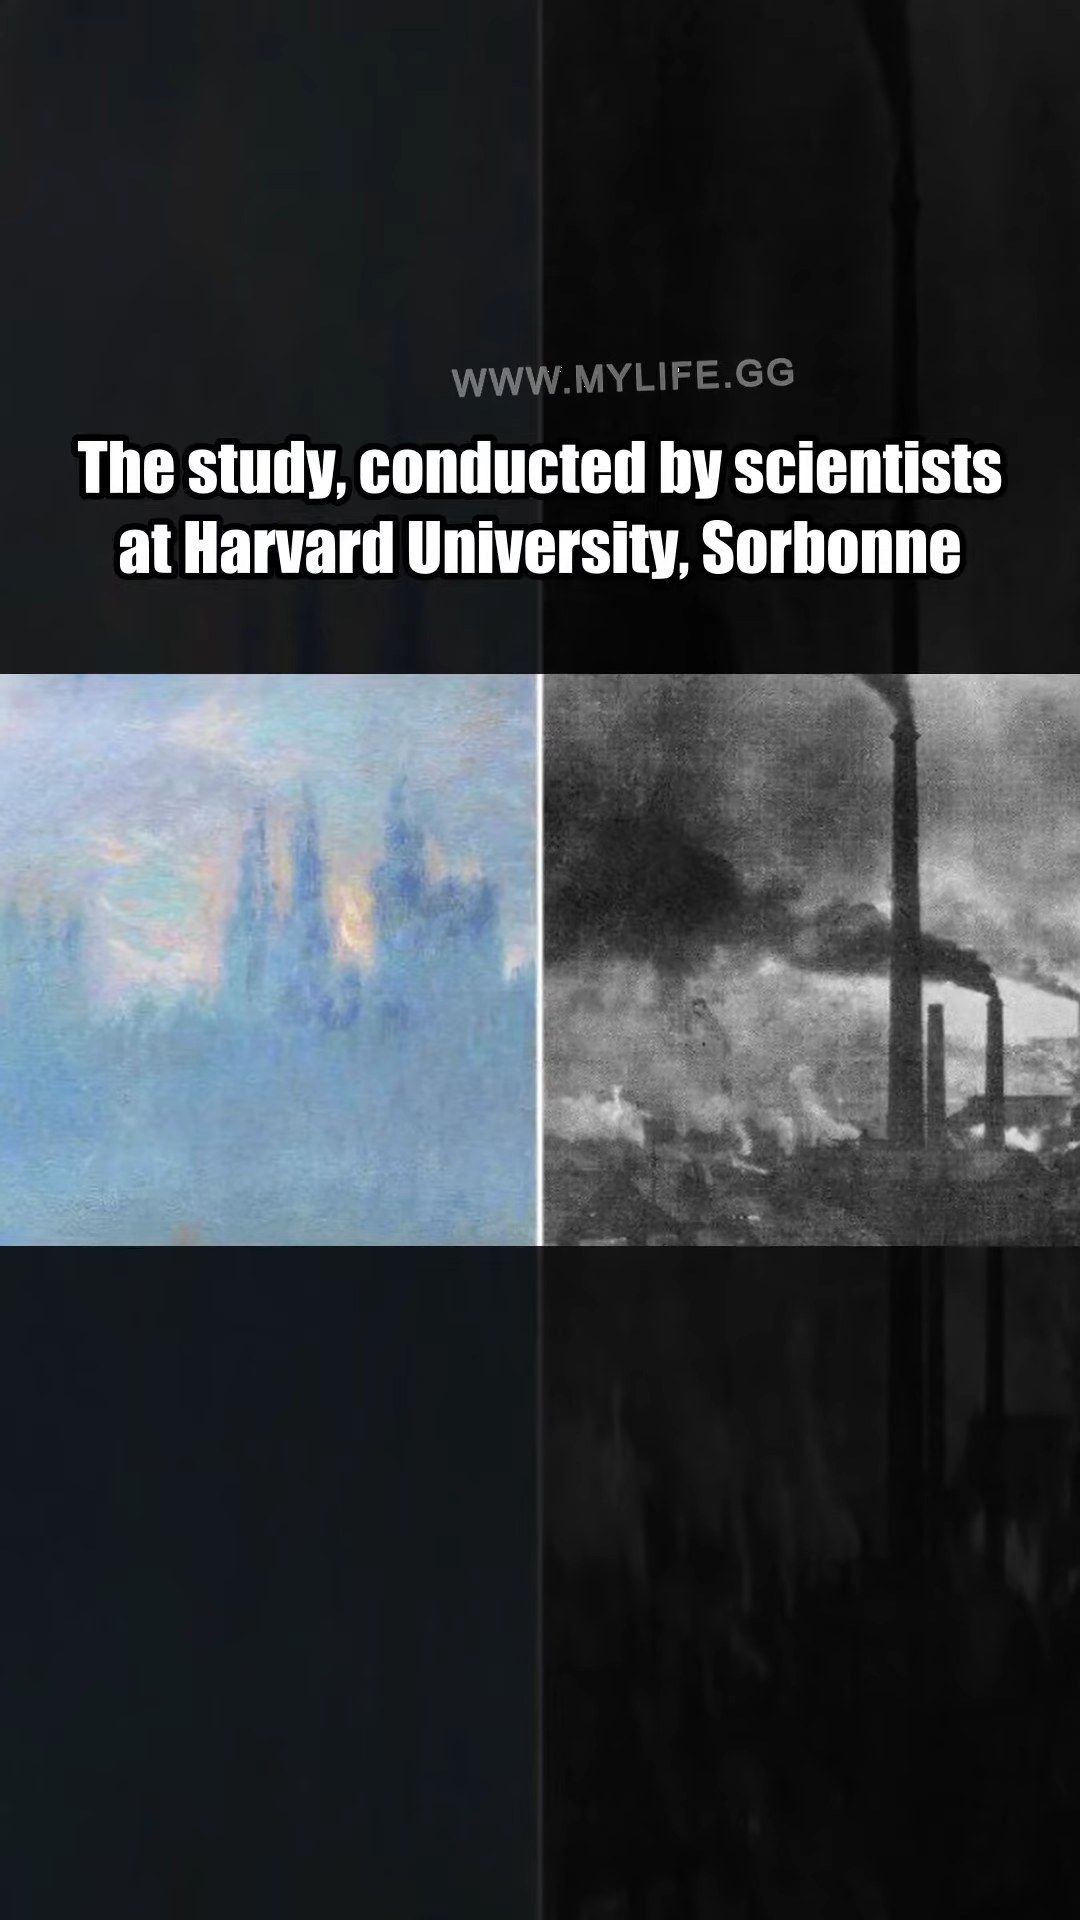 WWW.MYLIFE.GG
The study, conducted by scientists
at Harvard University, Sorbonne